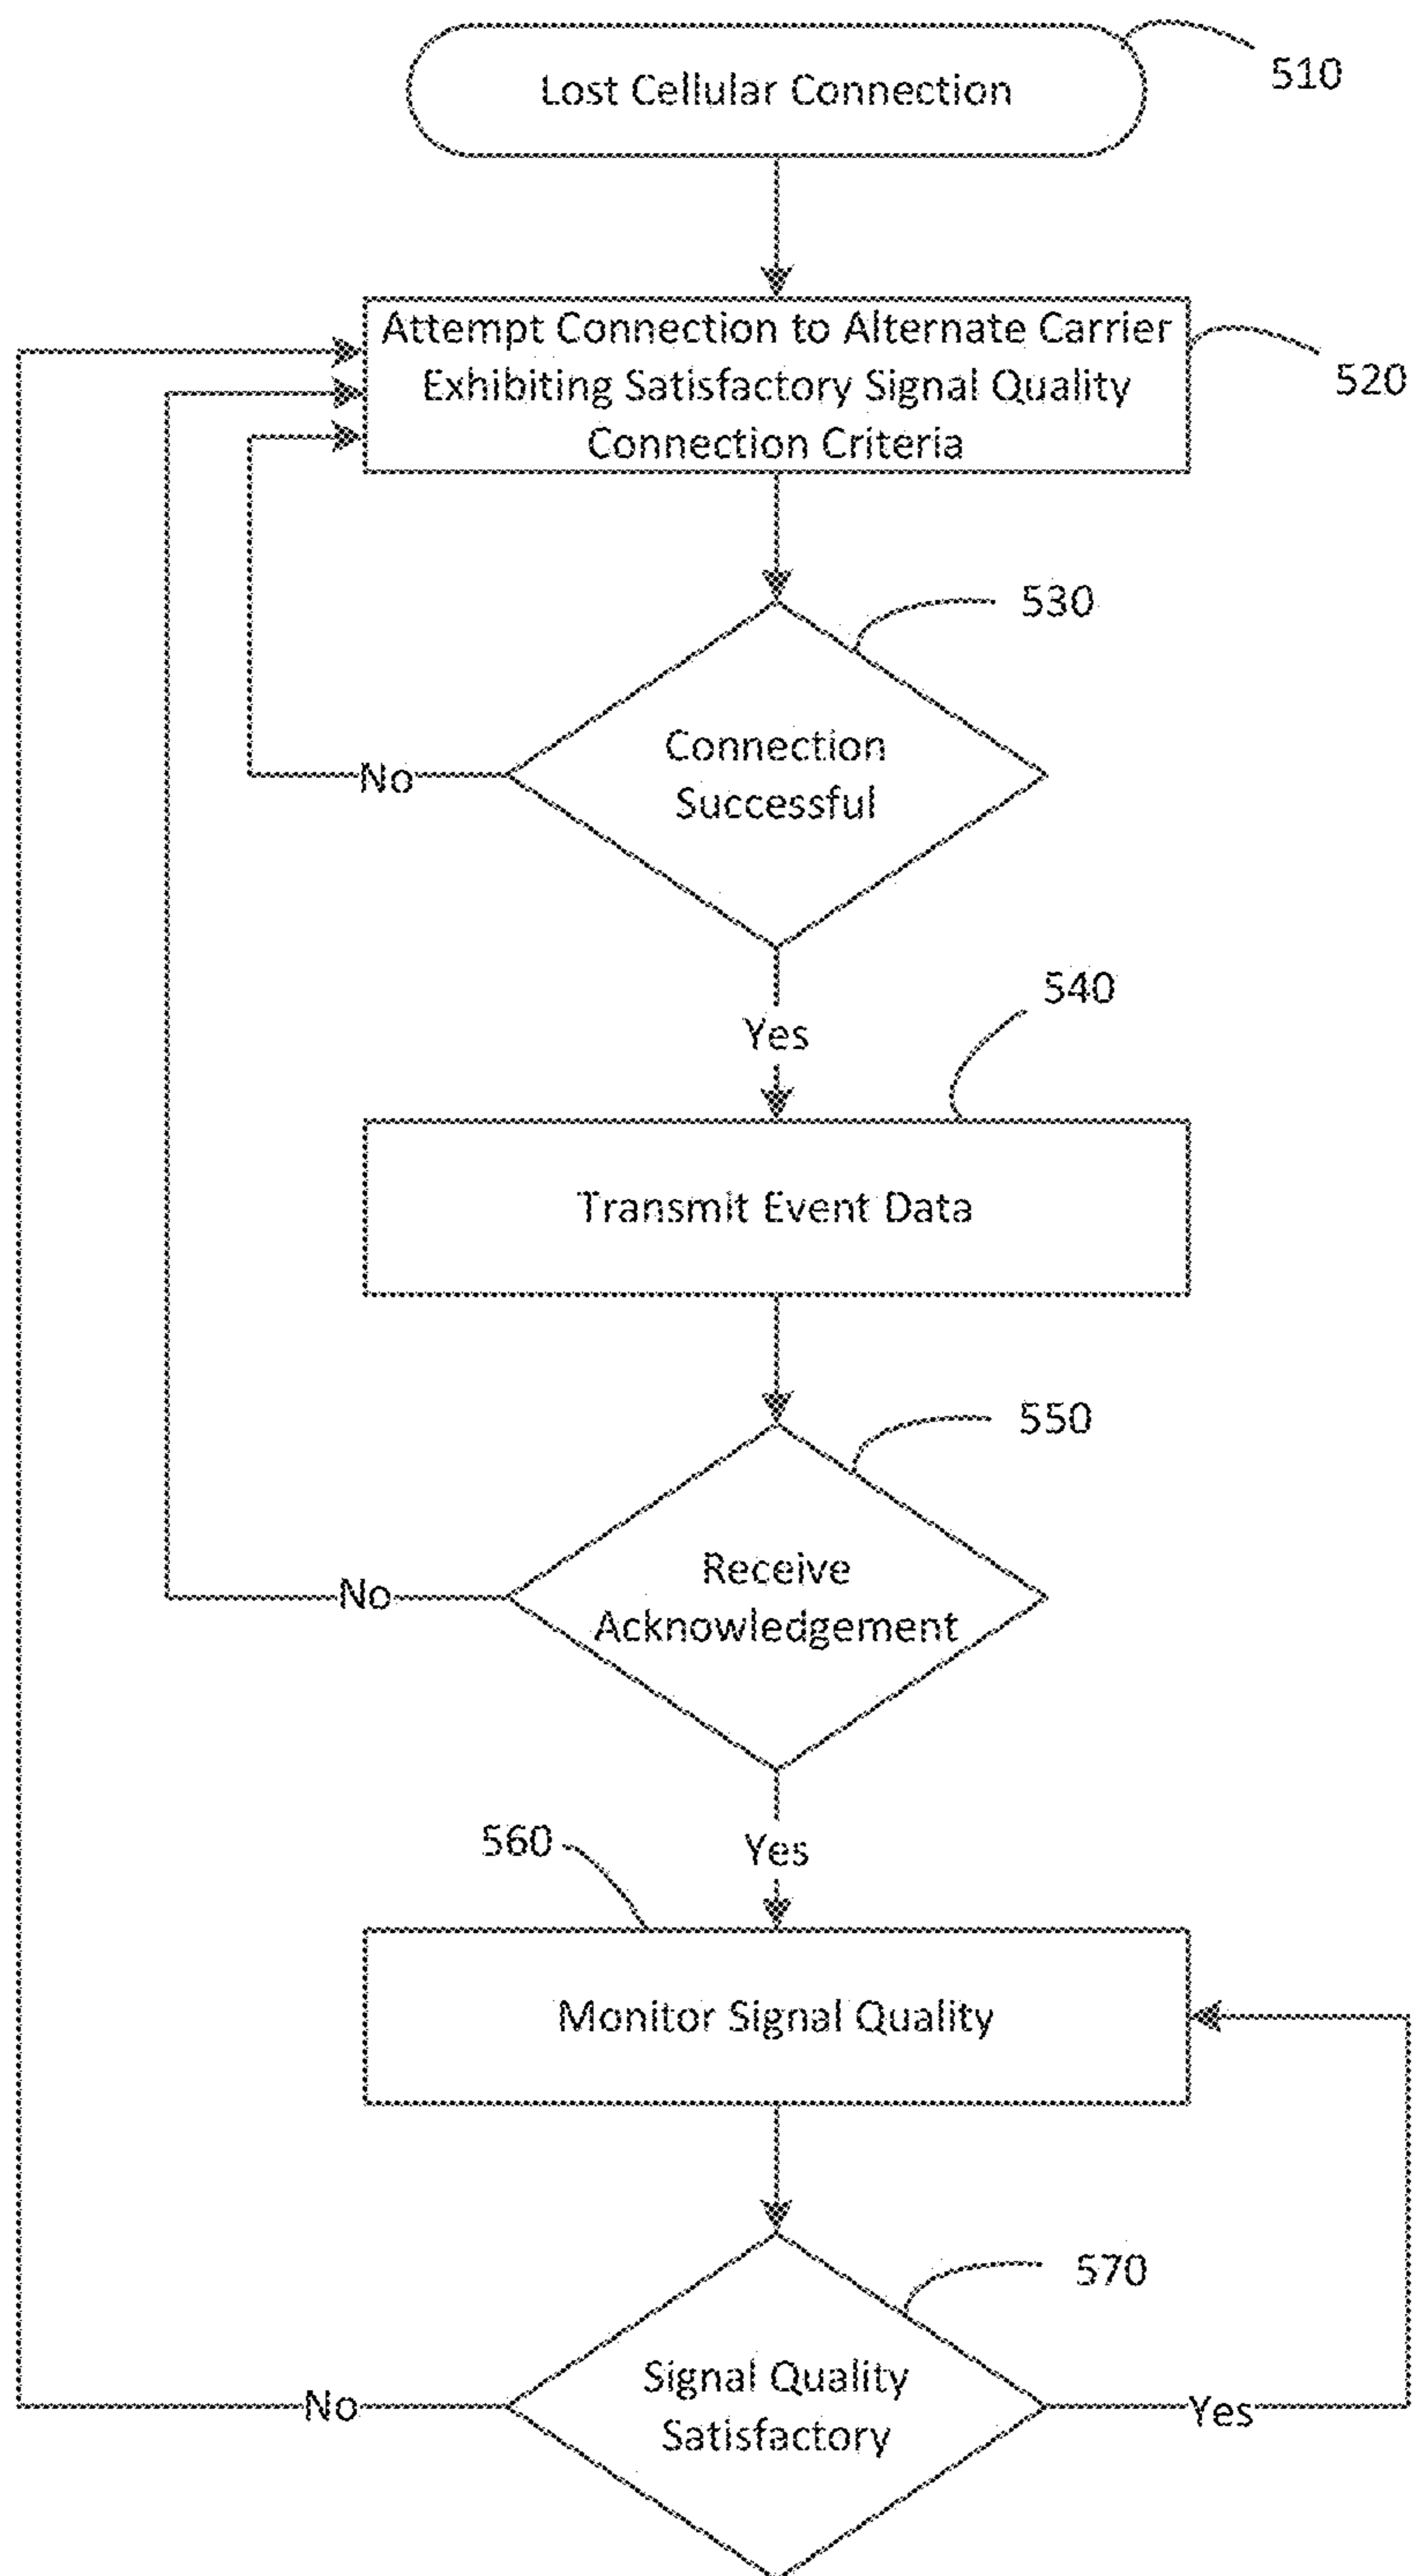 Lost Cellular Connection
510
Attempt Connection to Alternate Carrier
Exhibiting Satisfactory Signal Quality
Connection Criteria
520
530
Connection
Successful
No
Yes
540
Transmit Event Data
550
Receive
Acknowledgement
No
Yes
560
Monitor Signal Quality
570
Signal Quality
Satisfactory
No
Yes